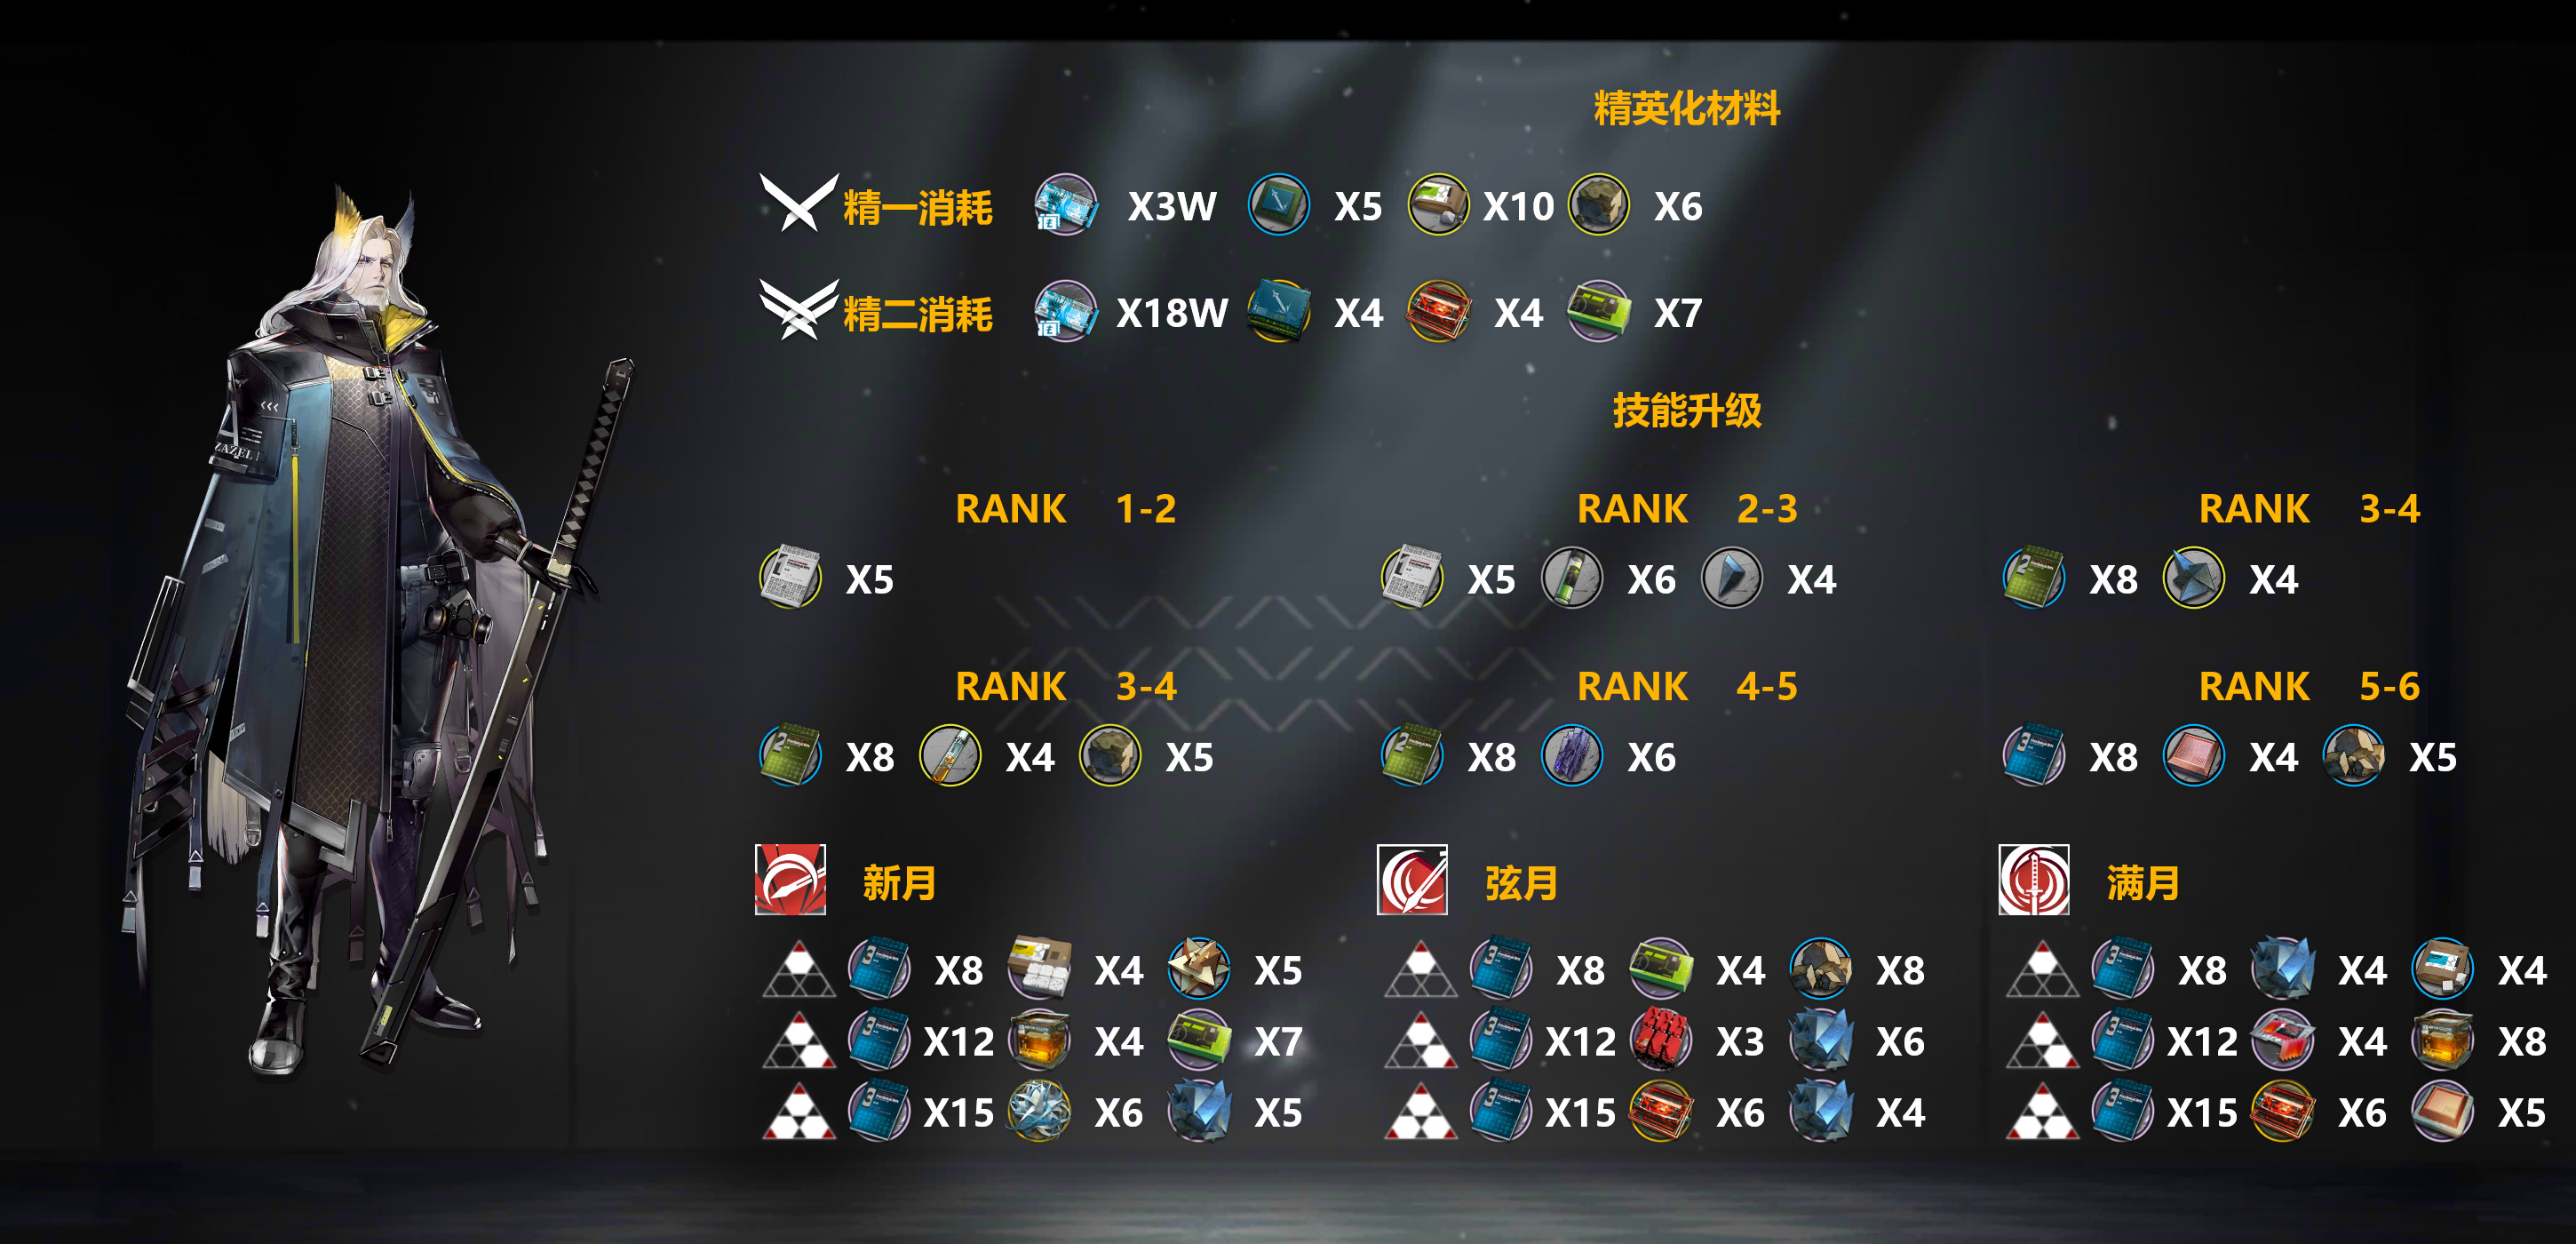 精英化材料
精一消耗 X3W X5 X10 X6
精二消耗 X18W X4 X4 X7
技能升级
RANK 1-2 RANK 2-3 RANK 3-4
X5 X5 X6 X4 X8 X4
RANK 3-4 RANK 4-5 RANK 5-6
X8 X4 X5 X8 X6 X8 X4 X5
新月 弦月 满月
X8 X4 X5 X8 X4 X8 X8 X4 X4
X12 X4 X7 X12 X3 X6 X12 X4 X8
X15 X6 X5 X15 X6 X4 X15 X6 X5